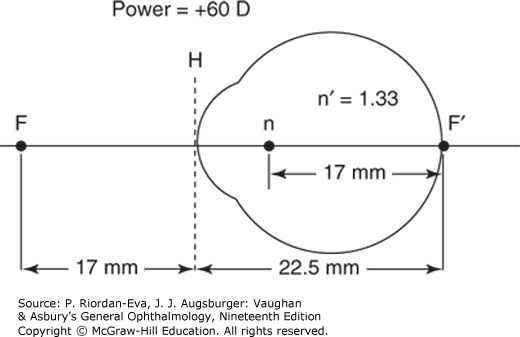 Power = +60 D
H
n′ = 1.33
F
n
F′
17 mm
17 mm
22.5 mm
Source: P. Riordan-Eva, J. J. Augsburger: Vaughan
& Asbury's General Ophthalmology, Nineteenth Edition
Copyright © McGraw-Hill Education. All rights reserved.